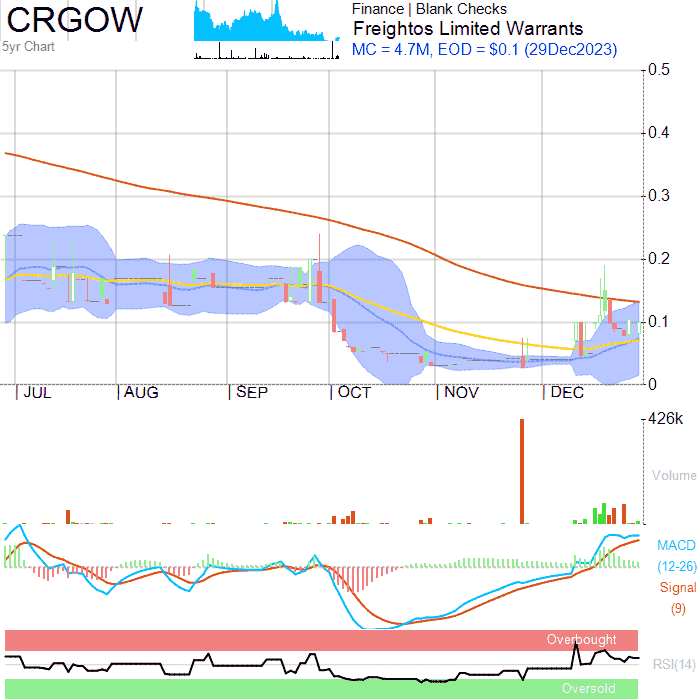 CRGOW
5yr Chart
Finance | Blank Checks
Freightos Limited Warrants
MC = 4.7M, EOD = $0.1 (29Dec2023)
0.5
0.4
0.3
0.2
0.1
0
JUL AUG SEP OCT NOV DEC
426k
Volume
MACD
(12-26)
Signal
(9)
Overbought
RSI(14)
Oversold